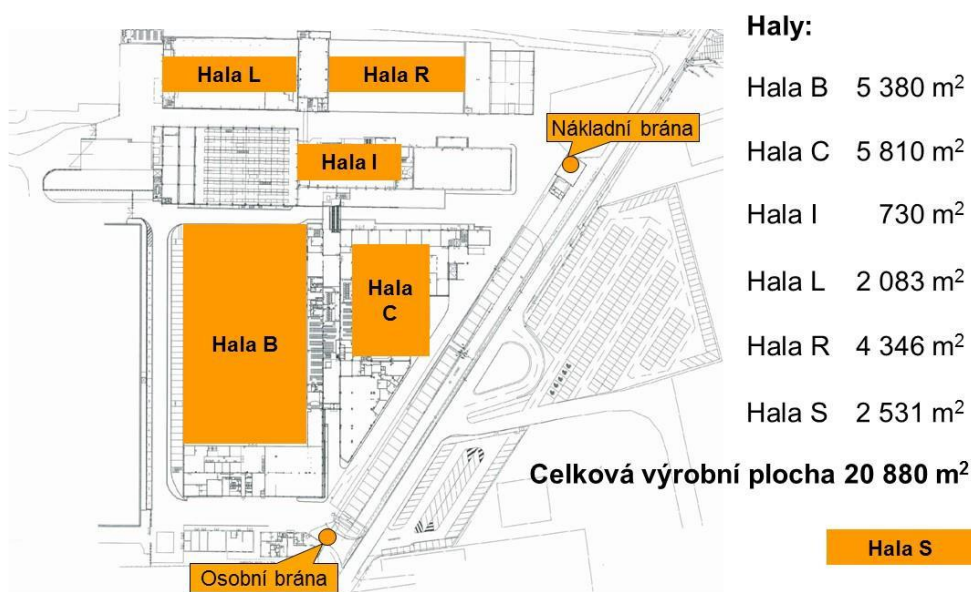 Haly:
Hala B 5 380 m²
Hala C 5 810 m²
Hala I 730 m²
Hala L 2 083 m²
Hala R 4 346 m²
Hala S 2 531 m²
Celková výrobní plocha 20 880 m²
Hala L
Hala R
Nákladní brána
Hala I
Hala
C
Hala B
Osobní brána
Hala S